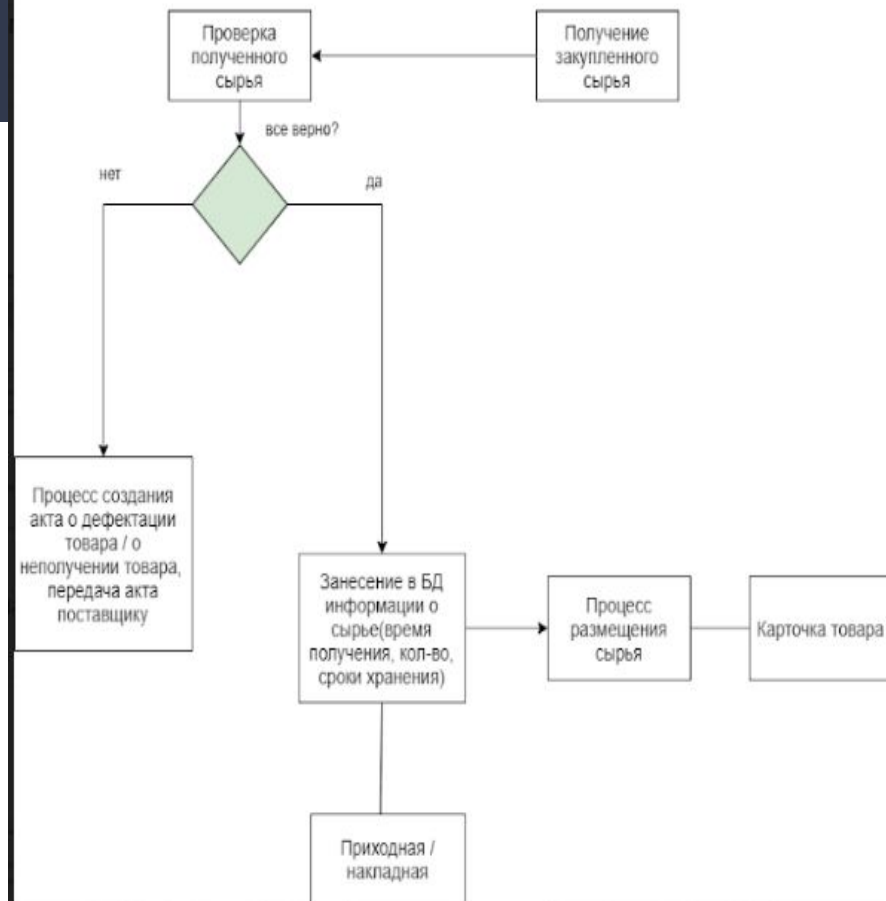 Проверка
полученного
сырья
Получение
закупленного
сырья
все верно?
нет
да
Процесс создания
акта о дефектации
товара / о
неполучении товара,
передача акта
поставщику
Занесение в БД
информации о
сырье(время
получения, кол-во,
сроки хранения)
Процесс
размещения
сырья
Карточка товара
Приходная /
накладная